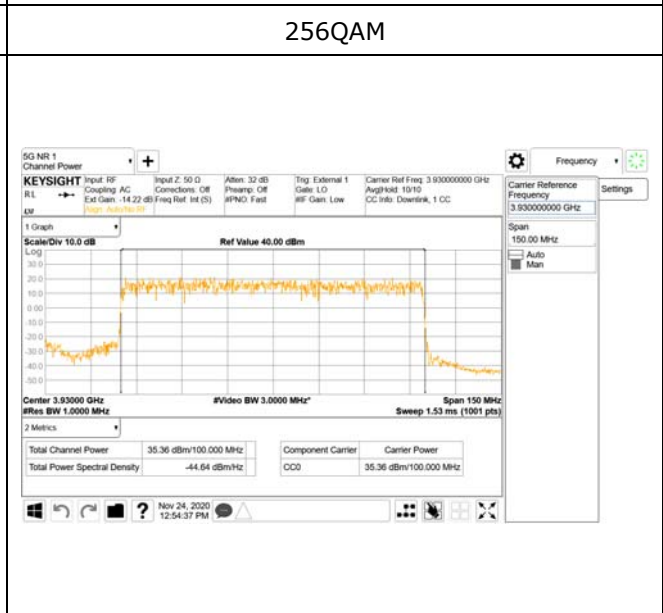 256QAM
5G NR 1
Channel Power
Frequency
KEYSIGHT
Input: RF
Input Z: 50 Ω
Atten: 32 dB
Trig: External 1
Carrier Ref Freq: 3.930000000 GHz
RL
Coupling: AC
Corrections: Off
Preamp: Off
Gate: LO
Avg|Hold: 10/10
Ext Gain: -14.22 dB
Freq Ref: Int (S)
#PNO: Fast
#IF Gain: Low
CC Info: Downlink, 1 CC
Align: Auto/No RF
Carrier Reference
Frequency
3.930000000 GHz
Settings
Span
150.00 MHz
Auto
Man
1 Graph
Scale/Div 10.0 dB
Ref Value 40.00 dBm
Log
30.0
20.0
10.0
0.00
-10.0
-20.0
-30.0
-40.0
-50.0
Center 3.93000 GHz
#Video BW 3.0000 MHz*
Span 150 MHz
#Res BW 1.0000 MHz
Sweep 1.53 ms (1001 pts)
2 Metrics
Total Channel Power
35.36 dBm/100.000 MHz
Component Carrier
Carrier Power
Total Power Spectral Density
-44.64 dBm/Hz
CC0
35.36 dBm/100.000 MHz
?
Nov 24, 2020
12:54:37 PM